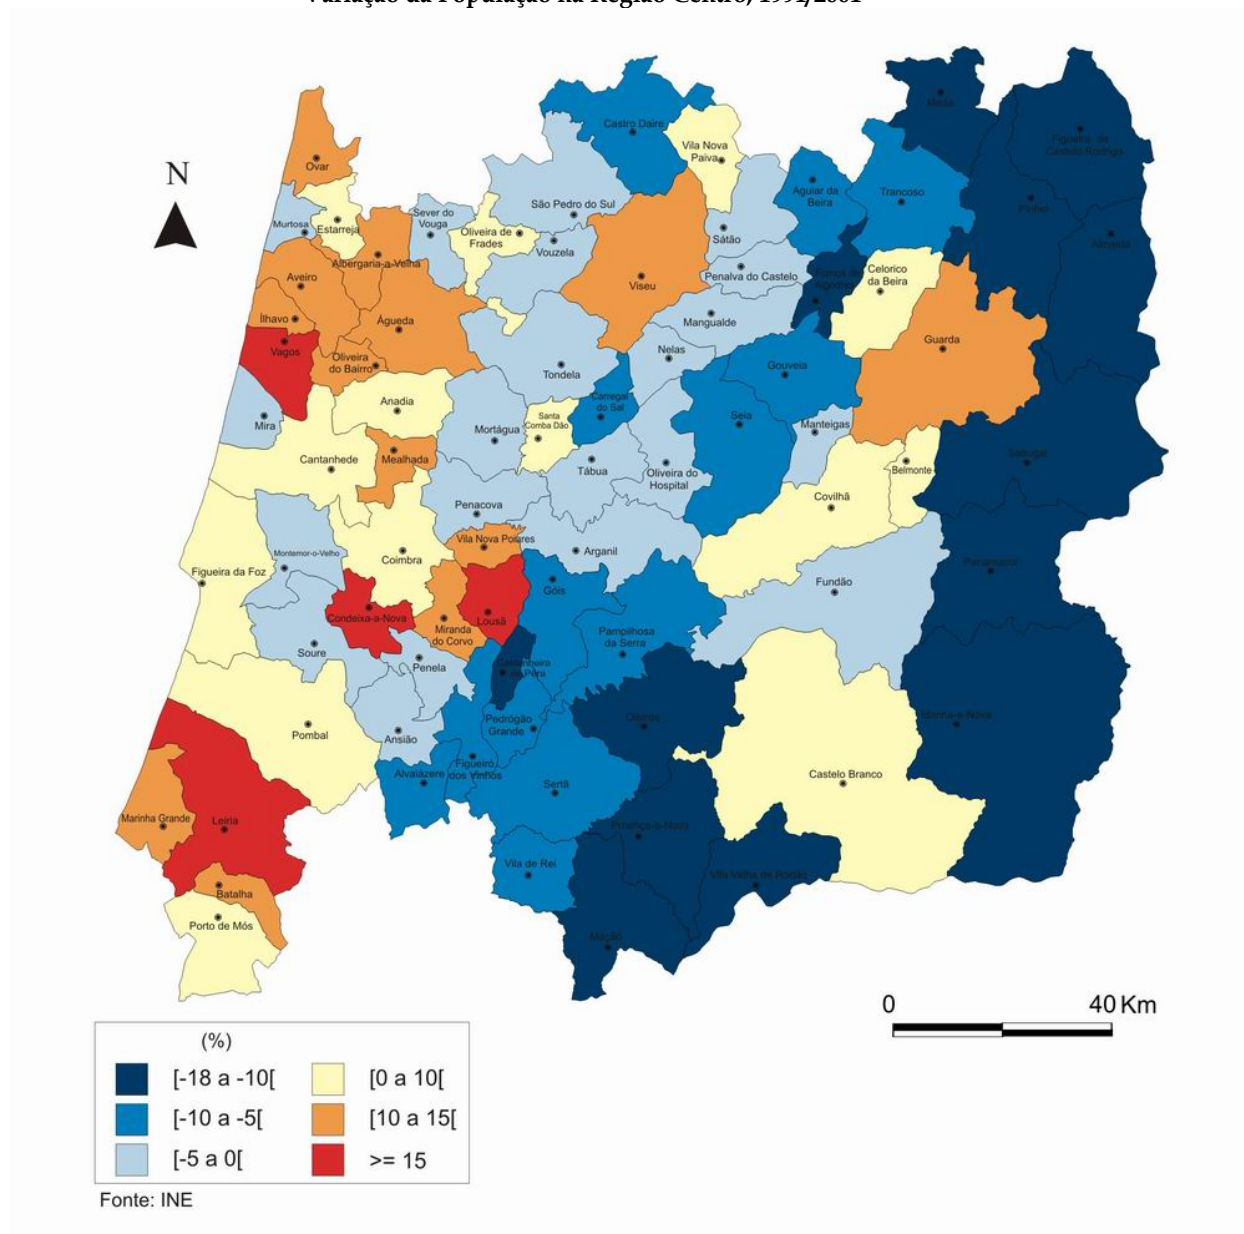 Variação da População na Região Centro, 1991/2001
N
Ovar
Murtosa
Estarreja
Sever do
Vouga
Albergaria-a-Velha
Aveiro
Ílhavo
Águeda
Vagos
Oliveira
do Bairro
Mira
Anadia
Cantanhede
Mealhada
Castro Daire
Vila Nova
Paiva
São Pedro do Sul
Oliveira de
Frades
Vouzela
Viseu
Sátão
Penalva do Castelo
Mangualde
Nelas
Tondela
Carregal
do Sal
Santa
Comba Dão
Mortágua
Tábua
Oliveira do
Hospital
Penacova
Aguiar da
Beira
Trancoso
Meda
Figueira de
Castelo Rodrigo
Pinhel
Almeida
Fornos de
Algodres
Celorico
da Beira
Guarda
Gouveia
Seia
Manteigas
Sabugal
Belmonte
Covilhã
Fundão
Penamacor
Idanha-a-Nova
Castelo Branco
Vila Nova Poiares
Arganil
Coimbra
Montemor-o-Velho
Figueira da Foz
Condeixa-a-Nova
Lousã
Miranda
do Corvo
Góis
Pampilhosa
da Serra
Soure
Penela
Castanheira
de Pêra
Pedrógão
Grande
Pombal
Ansião
Alvaiázere
Figueiró
dos Vinhos
Sertã
Oleiros
Proença-a-Nova
Vila de Rei
Vila Velha de Ródão
Mação
Marinha Grande
Leiria
Batalha
Porto de Mós
0 40 Km
(%)
[-18 a -10[
[-10 a -5[
[-5 a 0[
[0 a 10[
[10 a 15[
>= 15
Fonte: INE